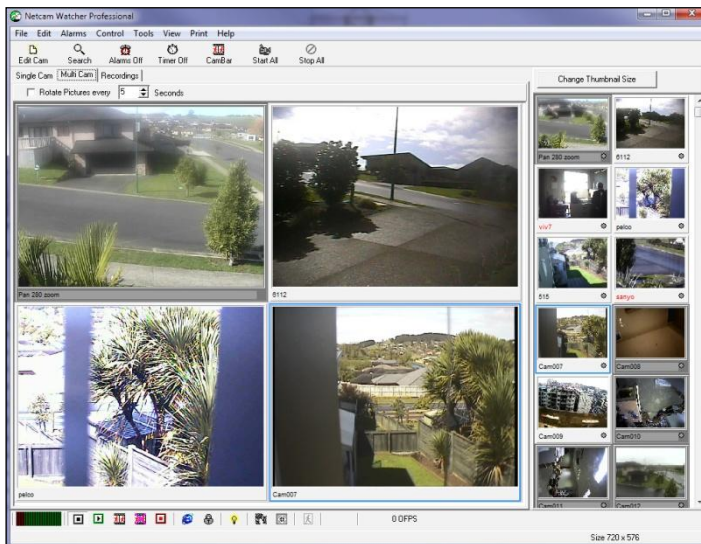 Netcam Watcher Professional
File Edit Alarms Control Tools View Print Help
Edit Cam Search Alarms Off Timer Off CamBar Start All Stop All
Single Cam Multi Cam Recordings
Rotate Pictures every 5 Seconds
Change Thumbnail Size
Pan 280 zoom
6112
pelco
Cam007
Pan 280 zoom 6112
viv7 pelco
515 sanyo
Cam007 Cam008
Cam009 Cam010
Cam011 Cam012
0 0FPS
Size 720 x 576